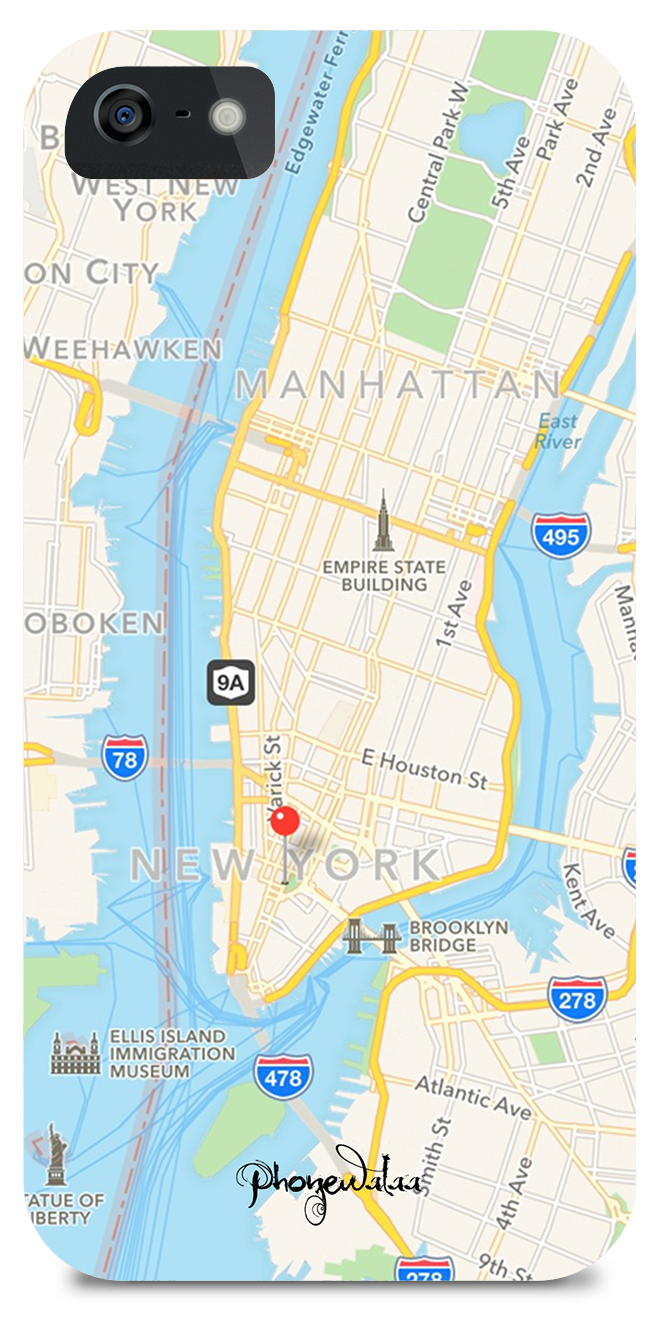 Edgewater Ferr
Central Park W
5th Ave
Park Ave
2nd Ave
B
WEST NEW
YORK
ON CITY
WEEHAWKEN
MANHATTAN
East
River
495
EMPIRE STATE
BUILDING
1st Ave
OBOKEN
Manha
9A
78
Varick St
E Houston St
NEW YORK
Kent Ave
BROOKLYN
BRIDGE
278
ELLIS ISLAND
IMMIGRATION
MUSEUM
478
Atlantic Ave
Smith St
4th Ave
9th St
TATUE OF
IBERTY
Phonewalaa
278